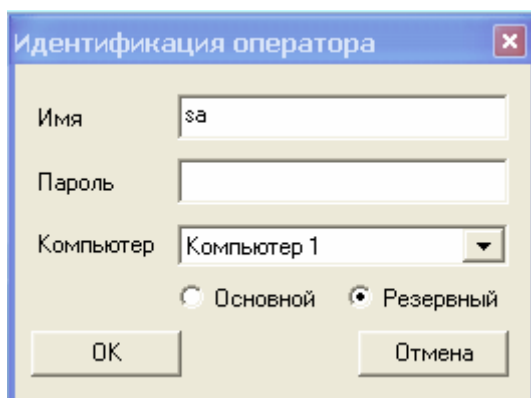 Идентификация оператора
Имя sa
Пароль
Компьютер Компьютер 1
Основной Резервный
OK Отмена